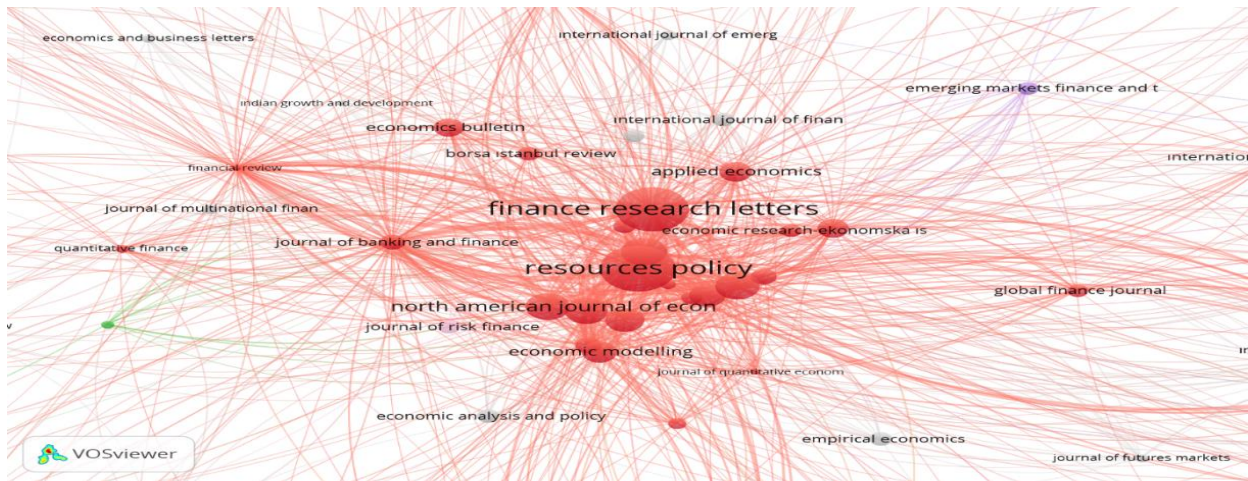 economics and business letters
international journal of emerg
emerging markets finance and t
indian growth and development
economics bulletin
international journal of finan
borsa istanbul review
internation
financial review
applied economics
journal of multinational finan
finance research letters
quantitative finance
journal of banking and finance
economic research-ekonomska is
resources policy
global finance journal
north american journal of econ
journal of risk finance
economic modelling
journal of quantitative econom
economic analysis and policy
empirical economics
journal of futures markets
VOSviewer